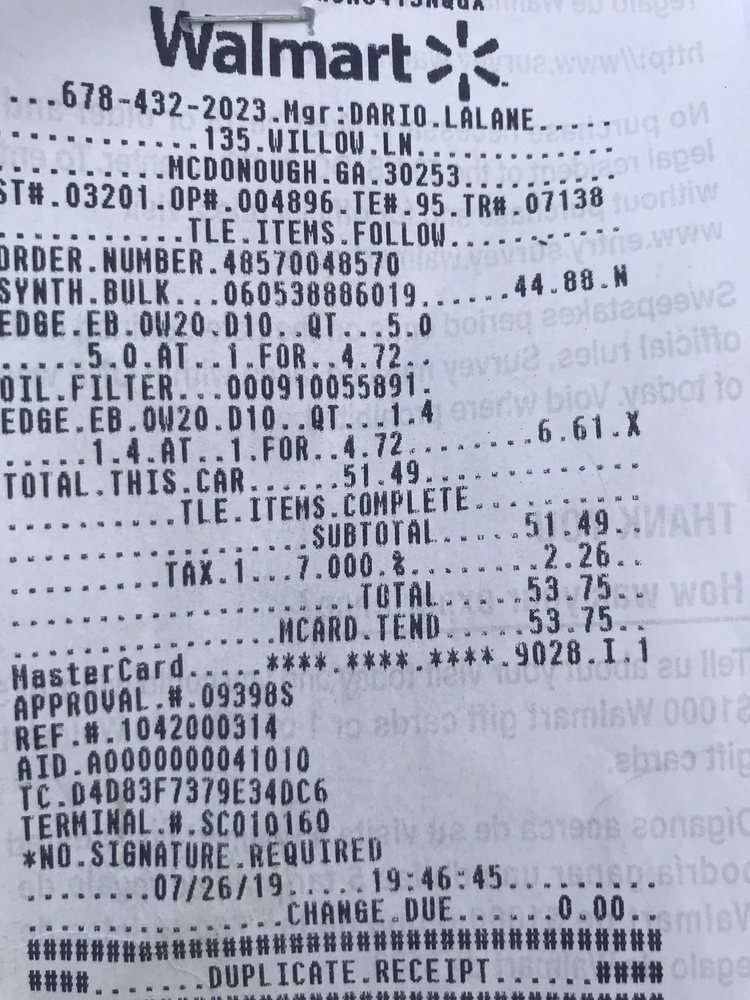 Walmart
...678-432-2023.Mgr:DARIO.LALANE.....
...........135.WILLOW.LN.............
.........MCDONOUGH.GA.30253..........
ST#.03201.OP#.004896.TE#.95.TR#.07138
...........TLE.ITEMS.FOLLOW..........
ORDER.NUMBER.48570048570
SYNTH.BULK...060538886019......44.88.N
EDGE.EB.0W20.D10..QT...5.0
.....5.0.AT..1.FOR..4.72..
OIL.FILTER...000910055891.
EDGE.EB.0W20.D10..QT...1.4
.....1.4.AT..1.FOR..4.72........6.61.X
TOTAL.THIS.CAR......51.49.............
..........TLE.ITEMS.COMPLETE..........
.................SUBTOTAL.....51.49..
.........TAX.1...7.000.%........2.26..
....................TOTAL.....53.75..
...............MCARD.TEND.....53.75..
MasterCard.....****.****.****.9028.I.1
APPROVAL.#.09398S
REF.#.1042000314
AID.A0000000041010
TC.D4D83F7379E34DC6
TERMINAL.#.SC010160
*NO.SIGNATURE.REQUIRED
........07/26/19.....19:46:45.........
................CHANGE.DUE......0.00..
######################################
####.......DUPLICATE.RECEIPT......####